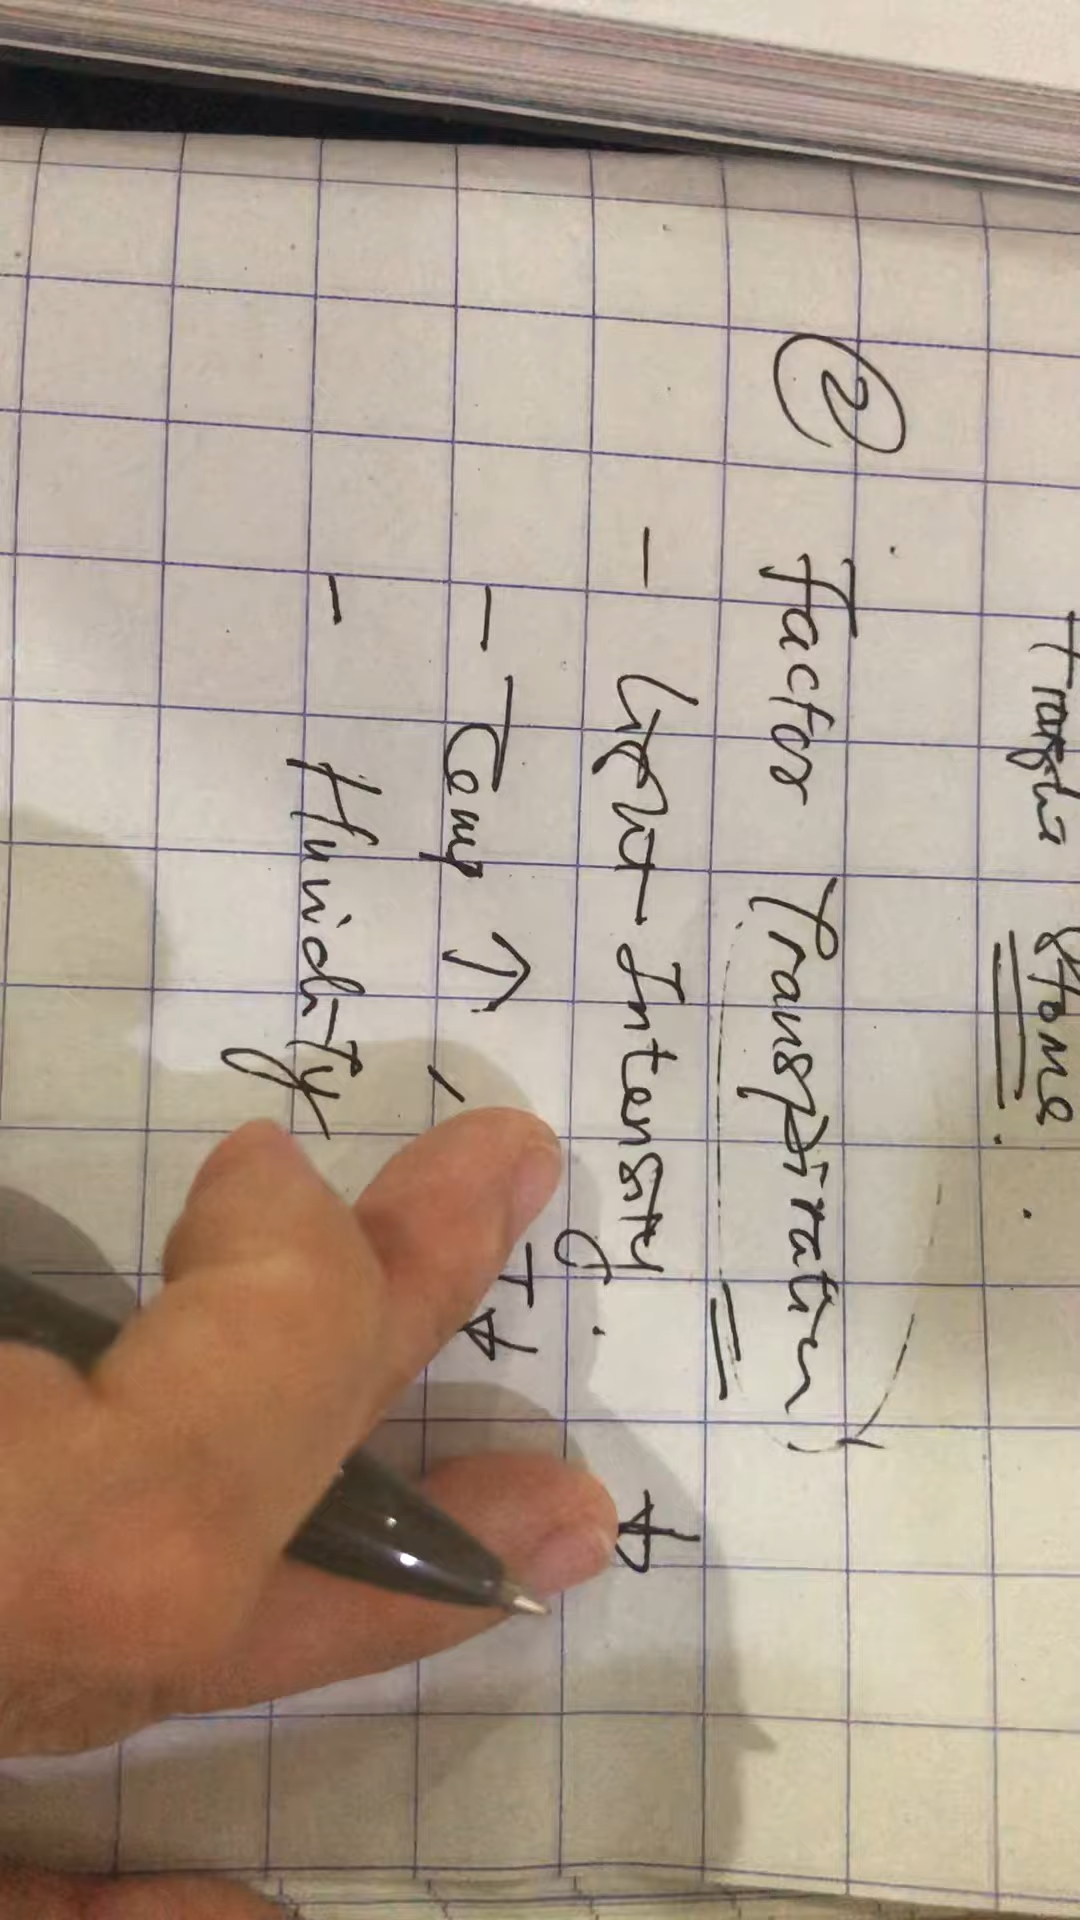 Stoma.
② Factor Transpiration
- Light Intensity.
- Temp ↑, T ↑
- Humidity